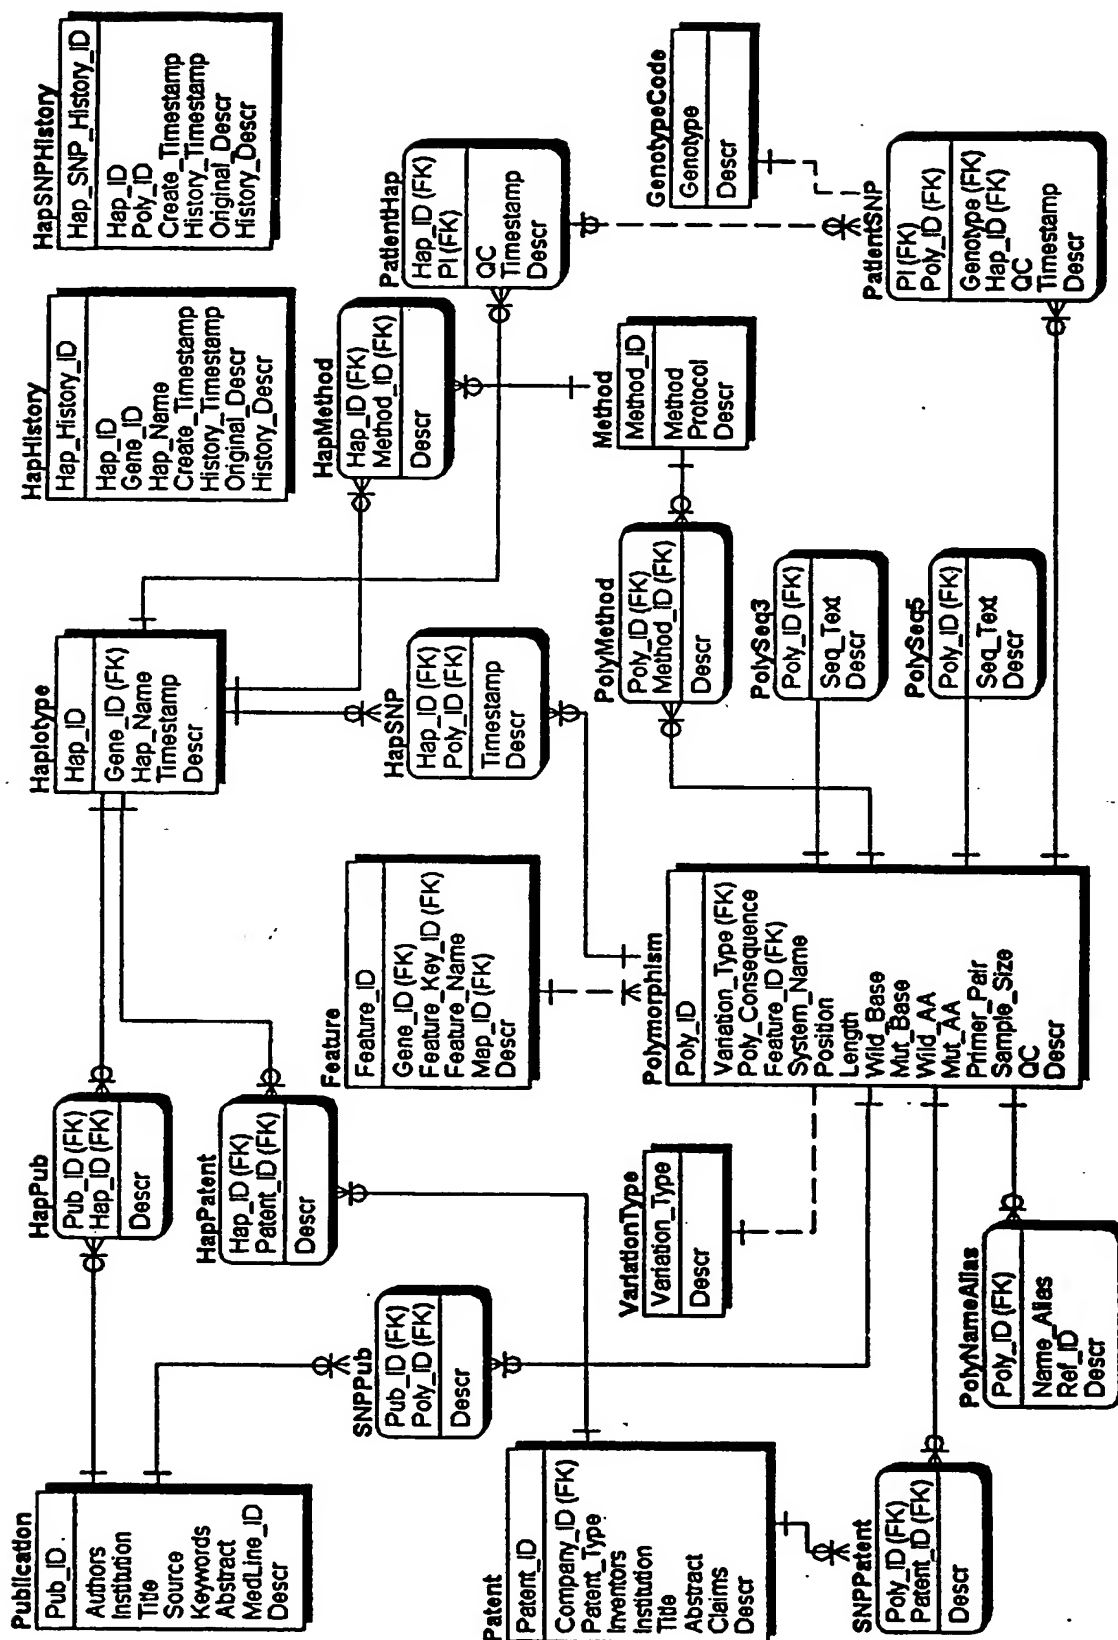 Publication
Pub_ID
Authors
Institution
Title
Source
Keywords
Abstract
MedLine_ID
Descr
HapPub
Pub_ID (FK)
Hap_ID (FK)
Descr
Haplotype
Hap_ID
Gene_ID (FK)
Hap_Name
Timestamp
Descr
HapHistory
Hap_History_ID
Hap_ID
Gene_ID
Hap_Name
Create_Timestamp
History_Timestamp
Original_Descr
History_Descr
HapSNPHistory
Hap_SNP_History_ID
Hap_ID
Poly_ID
Create_Timestamp
History_Timestamp
Original_Descr
History_Descr
HapPatent
Hap_ID (FK)
Patent_ID (FK)
Descr
HapMethod
Hap_ID (FK)
Method_ID (FK)
Descr
PatientHap
Hap_ID (FK)
PI (FK)
QC
Timestamp
Descr
SNPPub
Pub_ID (FK)
Poly_ID (FK)
Descr
Feature
Feature_ID
Gene_ID (FK)
Feature_Key_ID (FK)
Feature_Name
Map_ID (FK)
Descr
HapSNP
Hap_ID (FK)
Poly_ID (FK)
Timestamp
Descr
Method
Method_ID
Method
Protocol
Descr
GenotypeCode
Genotype
Descr
Patent
Patent_ID
Company_ID (FK)
Patent_Type
Inventors
Institution
Title
Abstract
Claims
Descr
VariationType
Variation_Type
Descr
Polymorphism
Poly_ID
Variation_Type (FK)
Poly_Consequence
Feature_ID (FK)
System_Name
Position
Length
Wild_Base
Mut_Base
Wild_AA
Mut_AA
Primer_Pair
Sample_Size
QC
Descr
PolyMethod
Poly_ID (FK)
Method_ID (FK)
Descr
PolySeq3
Poly_ID (FK)
Seq_Text
Descr
PolySeq5
Poly_ID (FK)
Seq_Text
Descr
PatientSNP
PI (FK)
Poly_ID (FK)
Genotype (FK)
Hap_ID (FK)
QC
Timestamp
Descr
SNPPatent
Poly_ID (FK)
Patent_ID (FK)
Descr
PolyNameAlias
Poly_ID (FK)
Name_Alias
Ref_ID
Descr